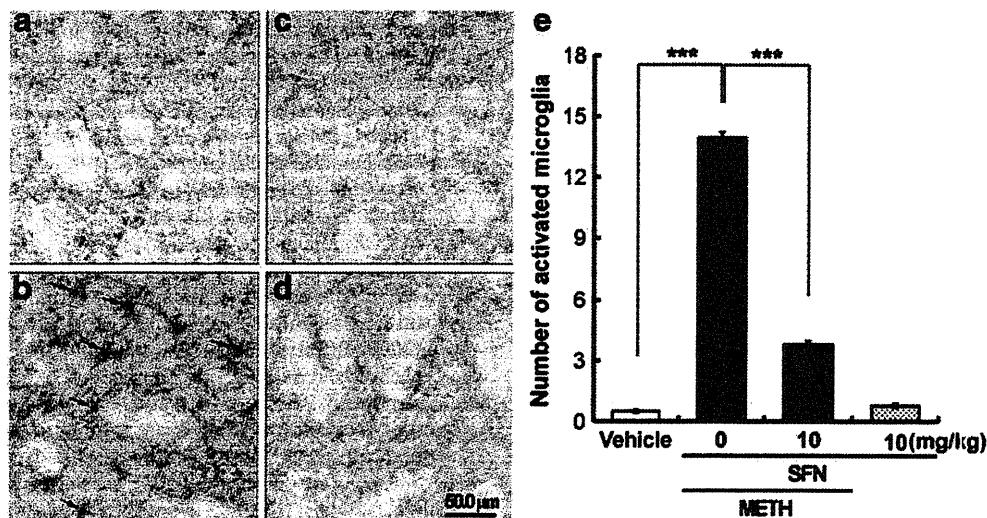 a
c
e
b
d
50.0 μm
Number of activated microglia
18
15
12
9
6
3
0
*** ***
Vehicle 0 10 10(mg/kg)
SFN
METH